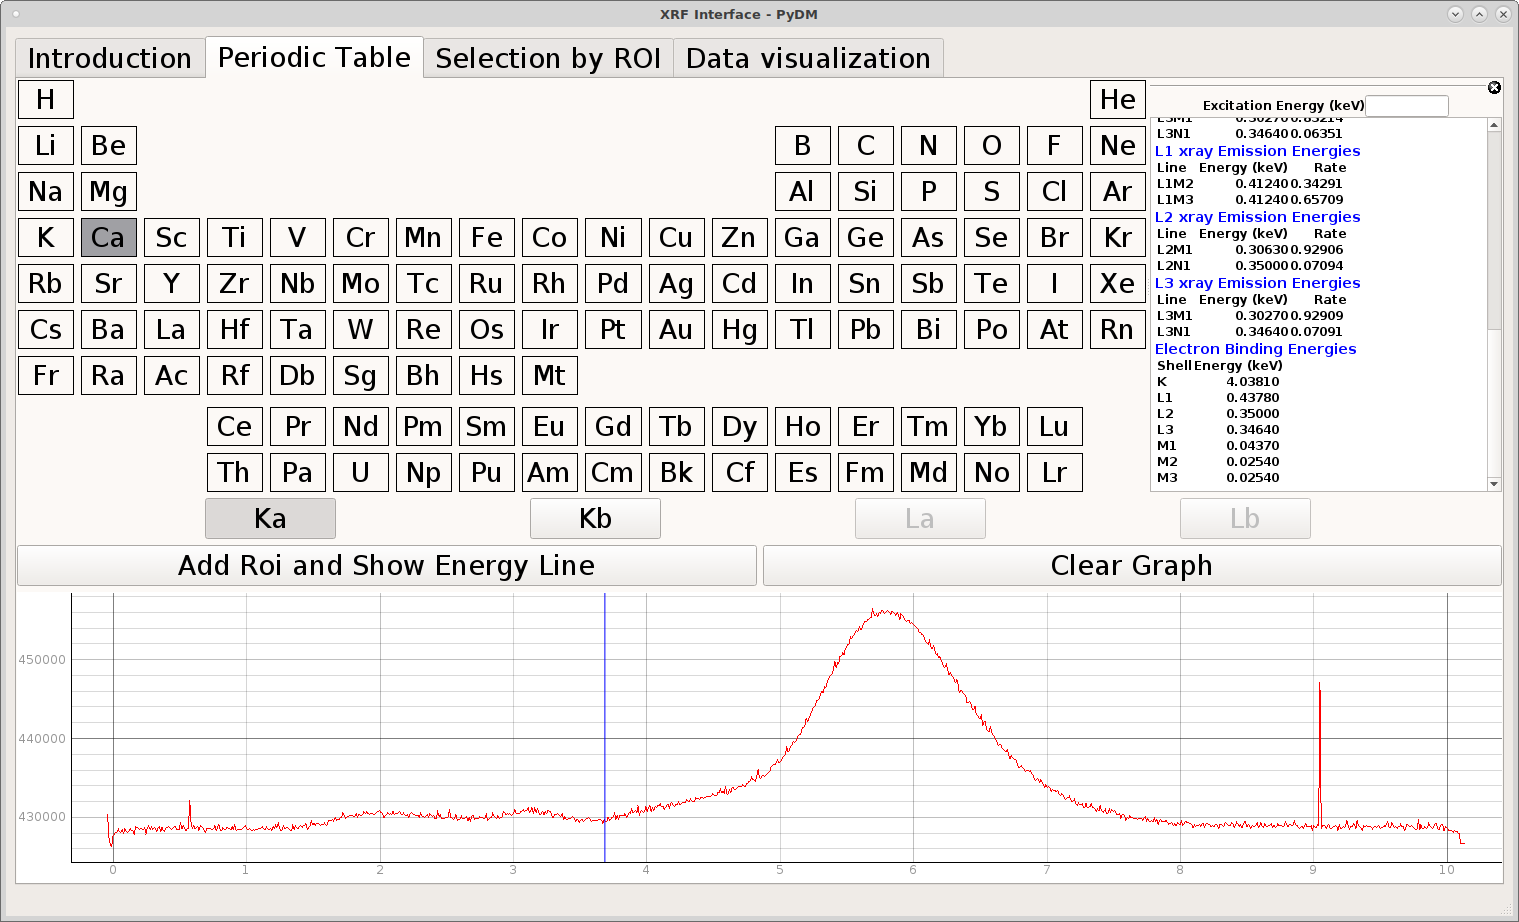 XRF Interface - PyDM
Introduction Periodic Table Selection by ROI Data visualization
H He
Li Be B C N O F Ne
Na Mg Al Si P S Cl Ar
K Ca Sc Ti V Cr Mn Fe Co Ni Cu Zn Ga Ge As Se Br Kr
Rb Sr Y Zr Nb Mo Tc Ru Rh Pd Ag Cd In Sn Sb Te I Xe
Cs Ba La Hf Ta W Re Os Ir Pt Au Hg Tl Pb Bi Po At Rn
Fr Ra Ac Rf Db Sg Bh Hs Mt
Ce Pr Nd Pm Sm Eu Gd Tb Dy Ho Er Tm Yb Lu
Th Pa U Np Pu Am Cm Bk Cf Es Fm Md No Lr
Excitation Energy (keV)
L3N1 0.34640 0.06351
L1 xray Emission Energies
Line Energy (keV) Rate
L1M2 0.41240 0.34291
L1M3 0.41240 0.65709
L2 xray Emission Energies
Line Energy (keV) Rate
L2M1 0.30630 0.92906
L2N1 0.35000 0.07094
L3 xray Emission Energies
Line Energy (keV) Rate
L3M1 0.30270 0.92909
L3N1 0.34640 0.07091
Electron Binding Energies
Shell Energy (keV)
K 4.03810
L1 0.43780
L2 0.35000
L3 0.34640
M1 0.04370
M2 0.02540
M3 0.02540
Ka Kb La Lb
Add Roi and Show Energy Line Clear Graph
450000
440000
430000
0 1 2 3 4 5 6 7 8 9 10